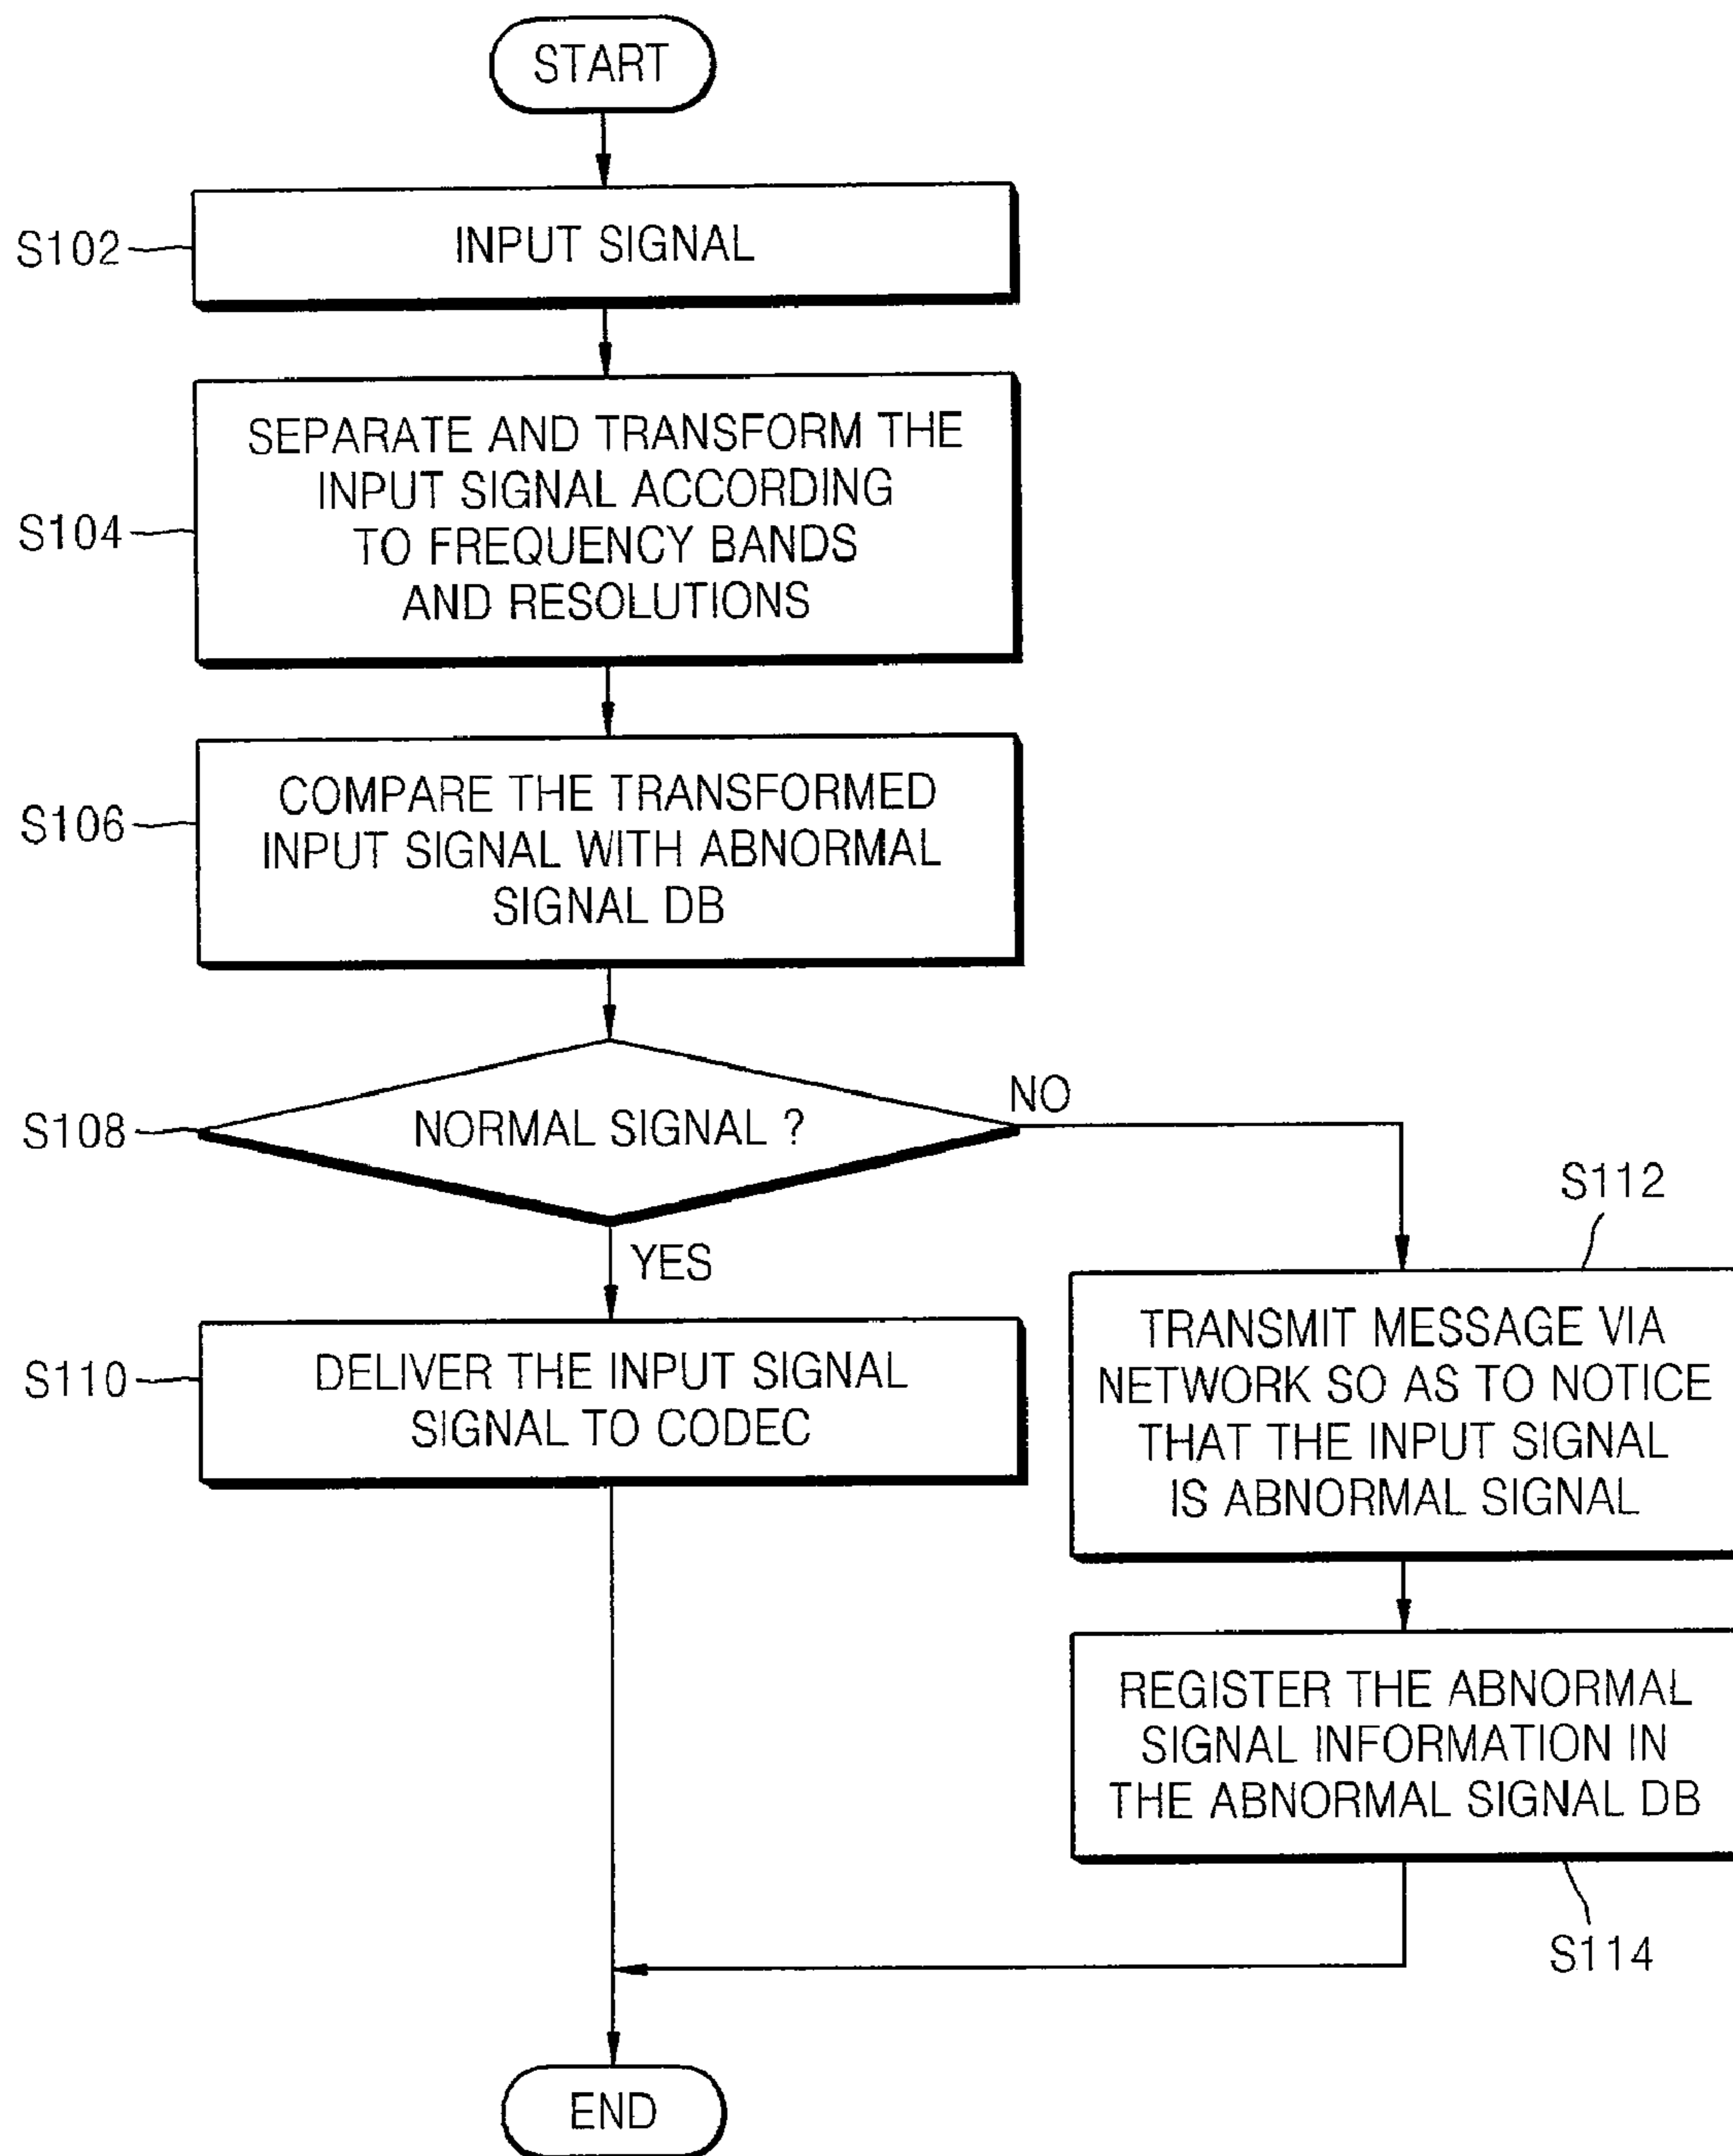 START
S102
INPUT SIGNAL
S104
SEPARATE AND TRANSFORM THE
INPUT SIGNAL ACCORDING
TO FREQUENCY BANDS
AND RESOLUTIONS
S106
COMPARE THE TRANSFORMED
INPUT SIGNAL WITH ABNORMAL
SIGNAL DB
S108
NORMAL SIGNAL ?
NO
YES
S110
DELIVER THE INPUT SIGNAL
SIGNAL TO CODEC
S112
TRANSMIT MESSAGE VIA
NETWORK SO AS TO NOTICE
THAT THE INPUT SIGNAL
IS ABNORMAL SIGNAL
REGISTER THE ABNORMAL
SIGNAL INFORMATION IN
THE ABNORMAL SIGNAL DB
S114
END